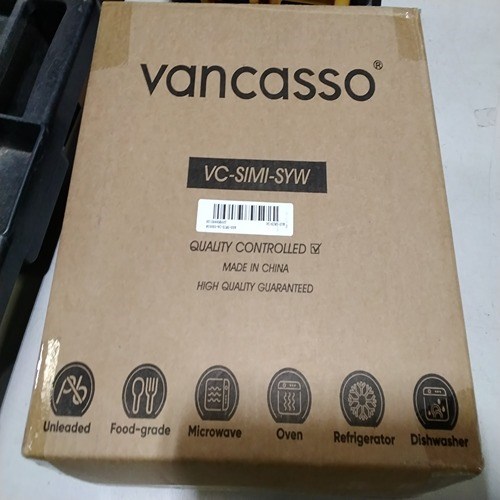 vancasso®
VC-SIMI-SYW
QUALITY CONTROLLED ☑
MADE IN CHINA
HIGH QUALITY GUARANTEED
Pb
Unleaded Food-grade Microwave Oven Refrigerator Dishwasher